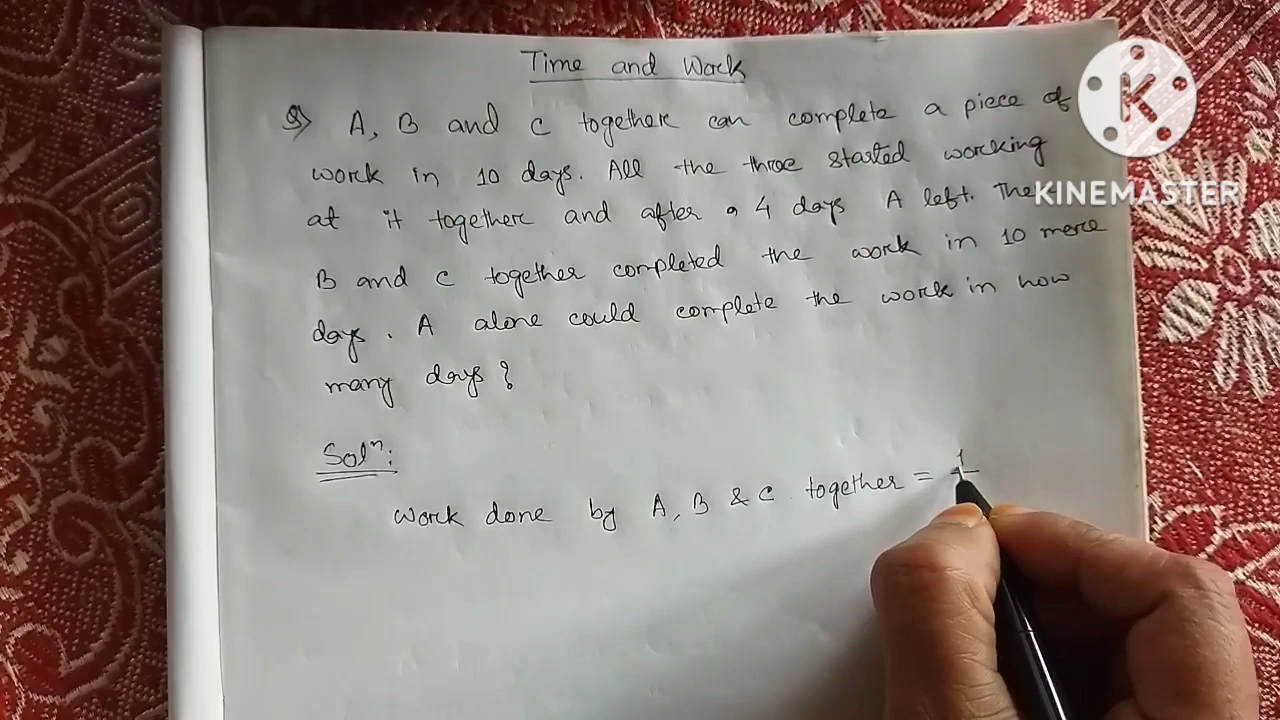 Time and Work
Q) A, B and C together can complete a piece of
work in 10 days. All the three started working
at it together and after 4 days A left. Then
B and C together completed the work in 10 more
days. A alone could complete the work in how
many days?
Solⁿ:
Work done by A, B & C together = 1
K
KINEMASTER